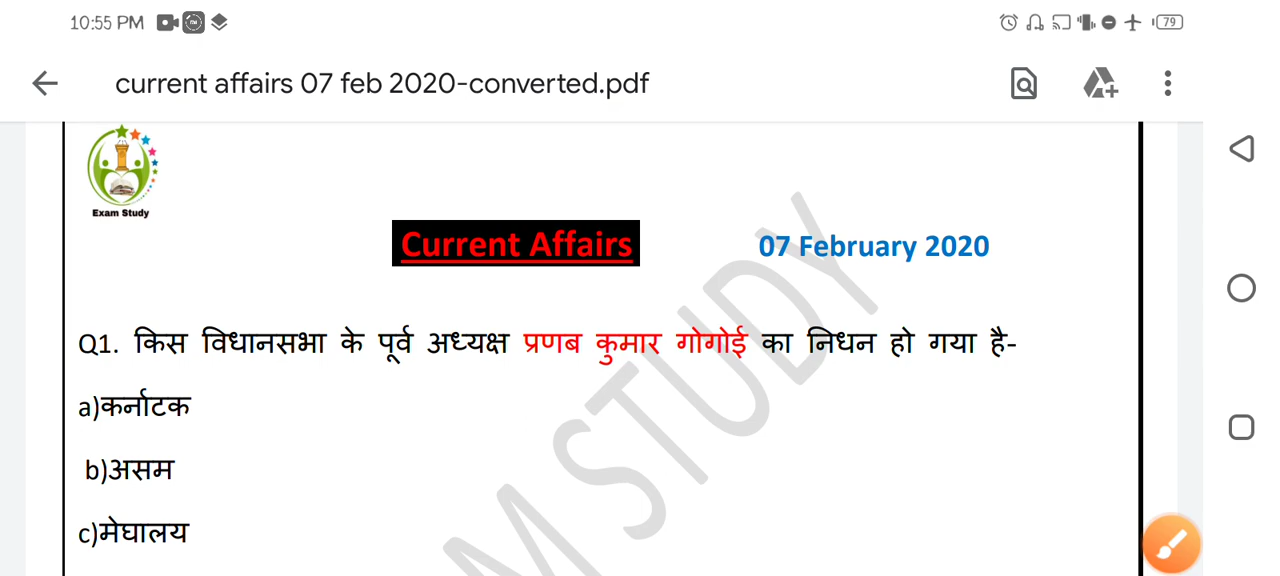 10:55 PM
79
current affairs 07 feb 2020-converted.pdf
Exam Study
Current Affairs 07 February 2020
Q1. किस विधानसभा के पूर्व अध्यक्ष प्रणब कुमार गोगोई का निधन हो गया है-
a)कर्नाटक
b)असम
c)मेघालय
M STUDY